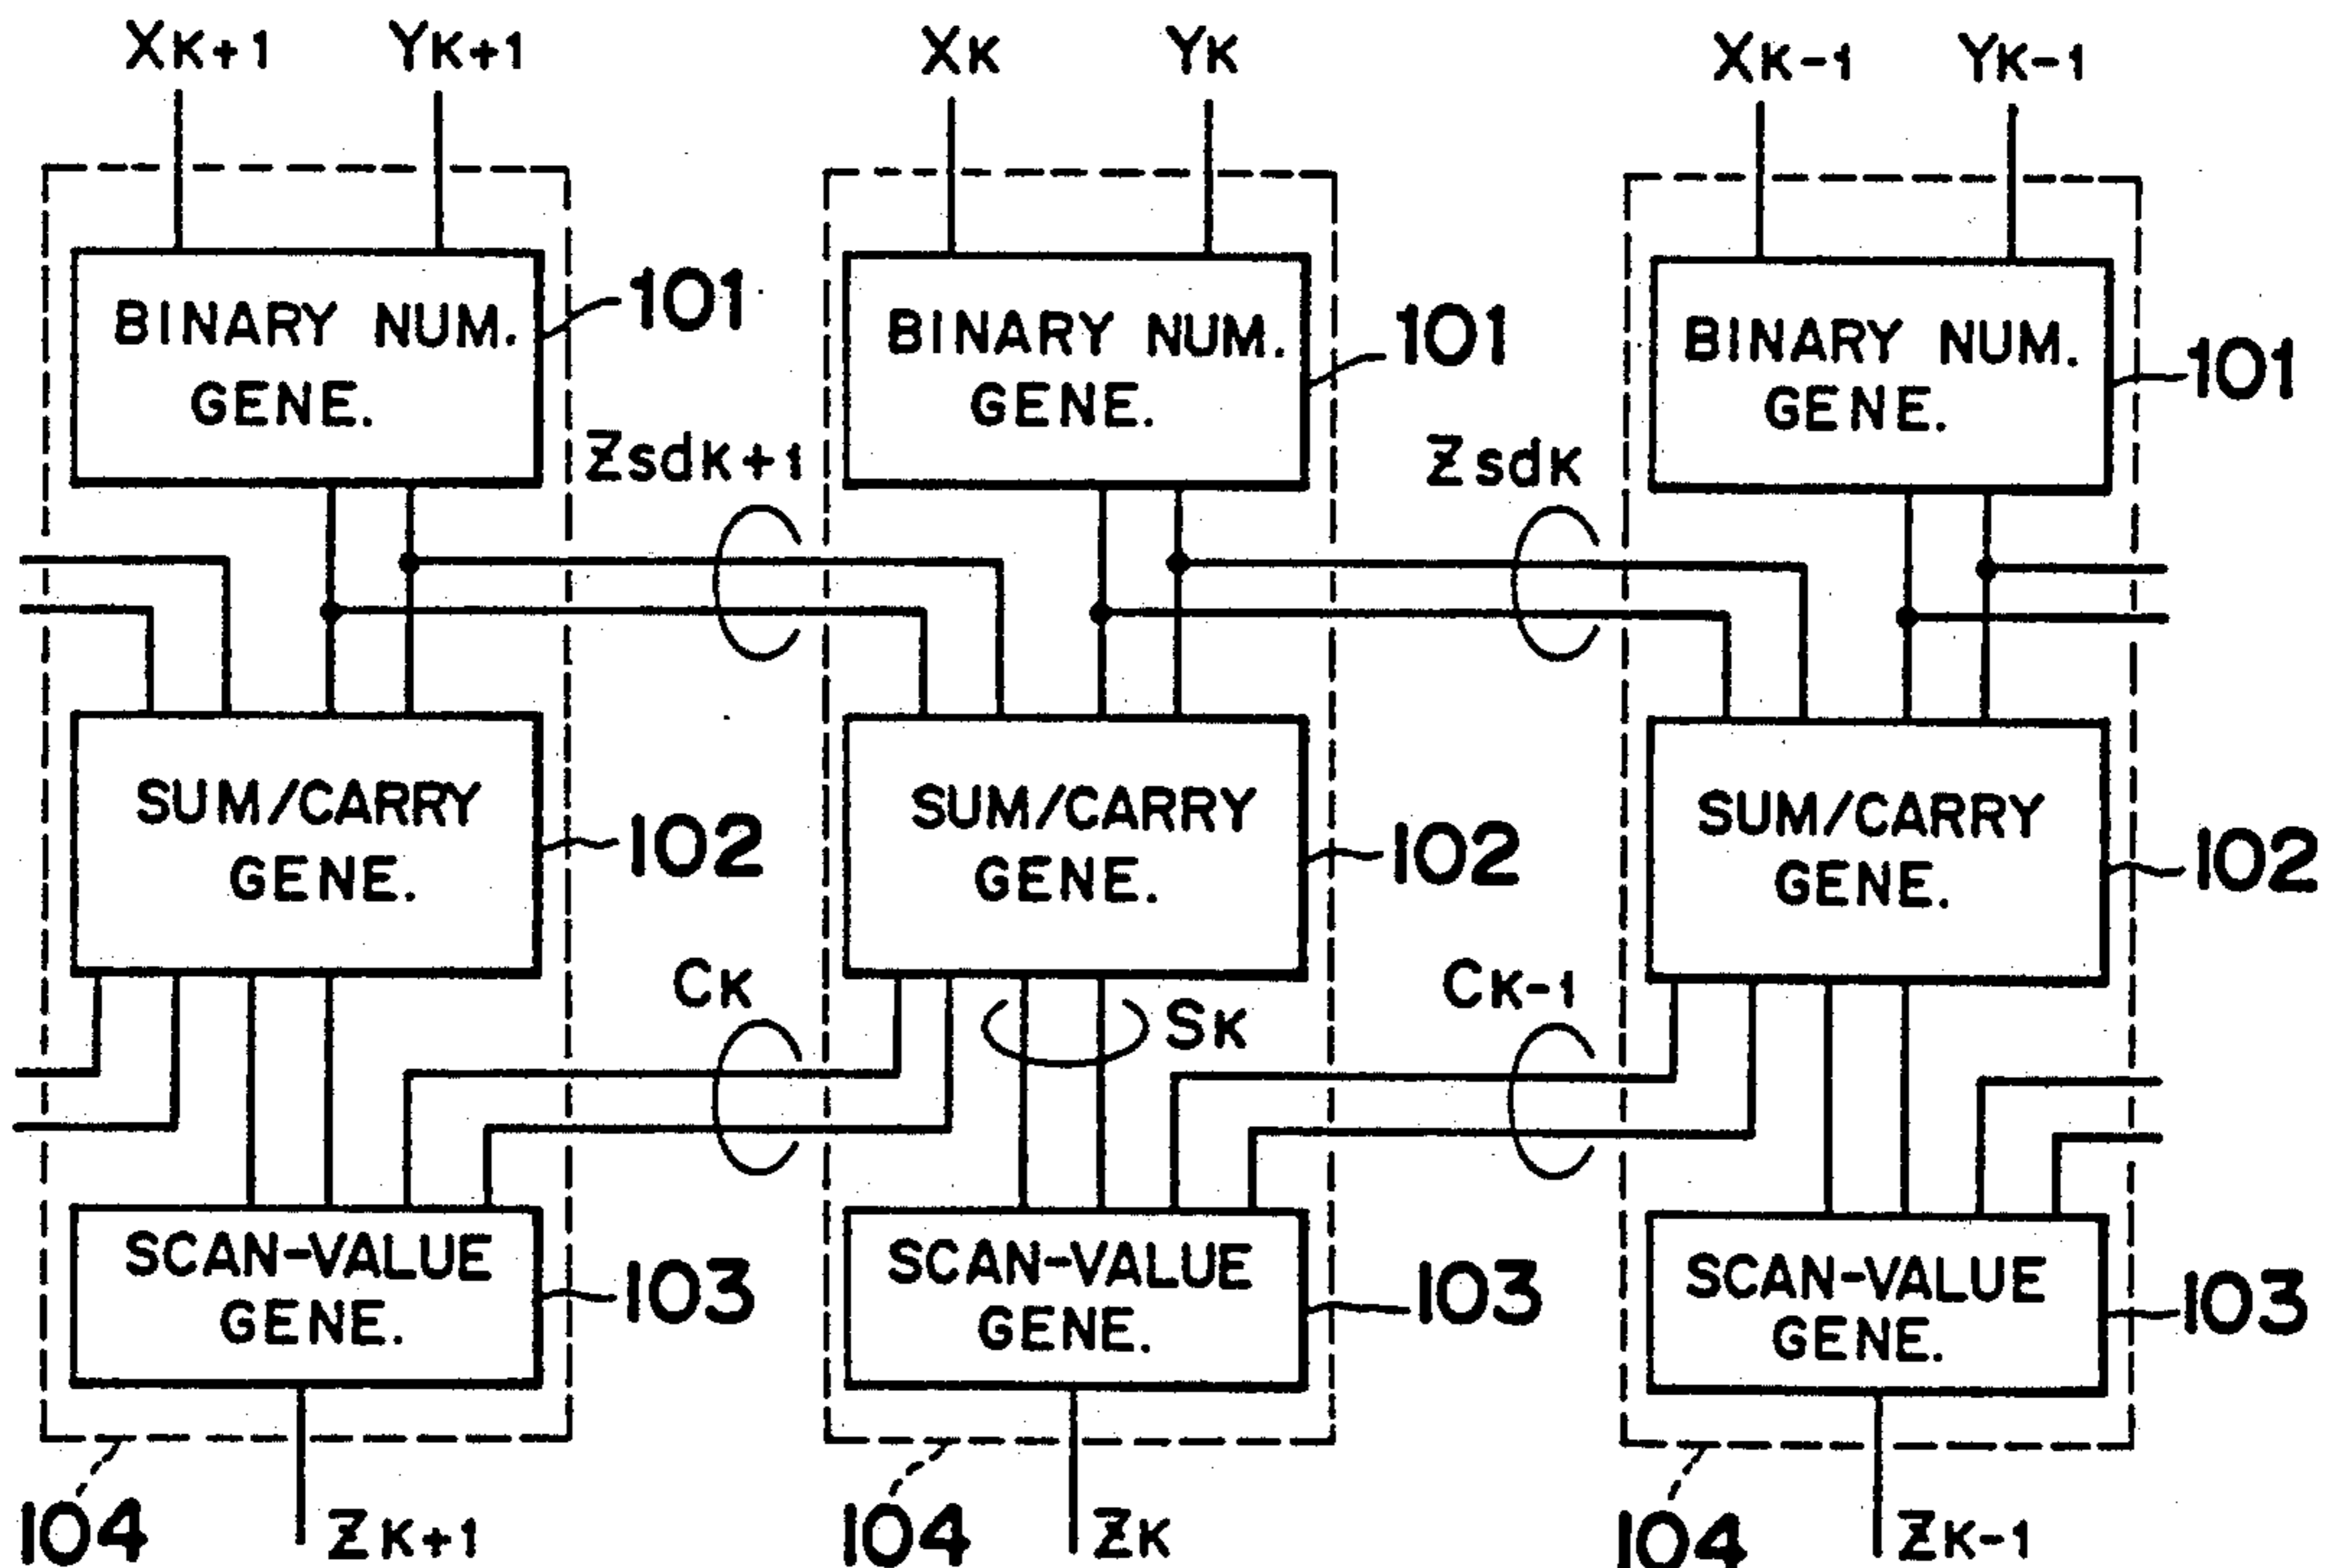 XK+1 YK+1 XK YK XK-1 YK-1
BINARY NUM.
GENE.
101
BINARY NUM.
GENE.
101
BINARY NUM.
GENE.
101
ZsdK+1
ZsdK
SUM/CARRY
GENE.
102
SUM/CARRY
GENE.
102
SUM/CARRY
GENE.
102
CK
SK
CK-1
SCAN-VALUE
GENE.
103
SCAN-VALUE
GENE.
103
SCAN-VALUE
GENE.
103
104
ZK+1
104
ZK
104
ZK-1